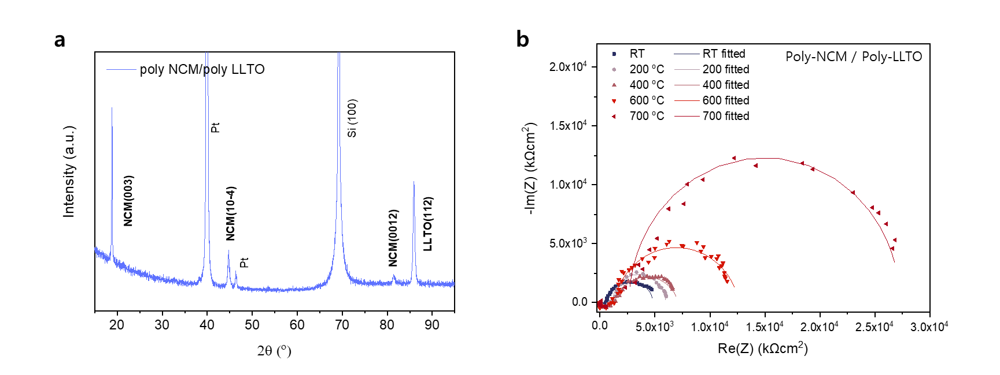 a
poly NCM/poly LLTO
NCM(003)
Pt
NCM(10-4)
Pt
Si (100)
NCM(0012)
LLTO(112)
Intensity (a.u.)
20 30 40 50 60 70 80 90
2θ (°)
b
RT RT fitted
200 °C 200 fitted
400 °C 400 fitted
600 °C 600 fitted
700 °C 700 fitted
Poly-NCM / Poly-LLTO
2.0x10⁴
1.5x10⁴
1.0x10⁴
5.0x10³
0.0
-Im(Z) (kΩcm²)
0.0 5.0x10³ 1.0x10⁴ 1.5x10⁴ 2.0x10⁴ 2.5x10⁴ 3.0x10⁴
Re(Z) (kΩcm²)